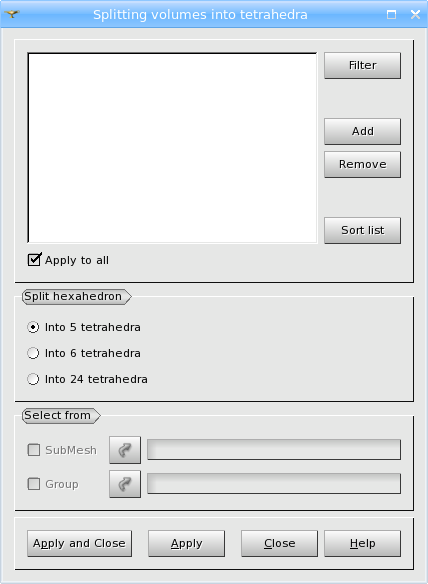 Splitting volumes into tetrahedra
Filter
Add
Remove
Sort list
Apply to all
Split hexahedron
Into 5 tetrahedra
Into 6 tetrahedra
Into 24 tetrahedra
Select from
SubMesh
Group
Apply and Close Apply Close Help